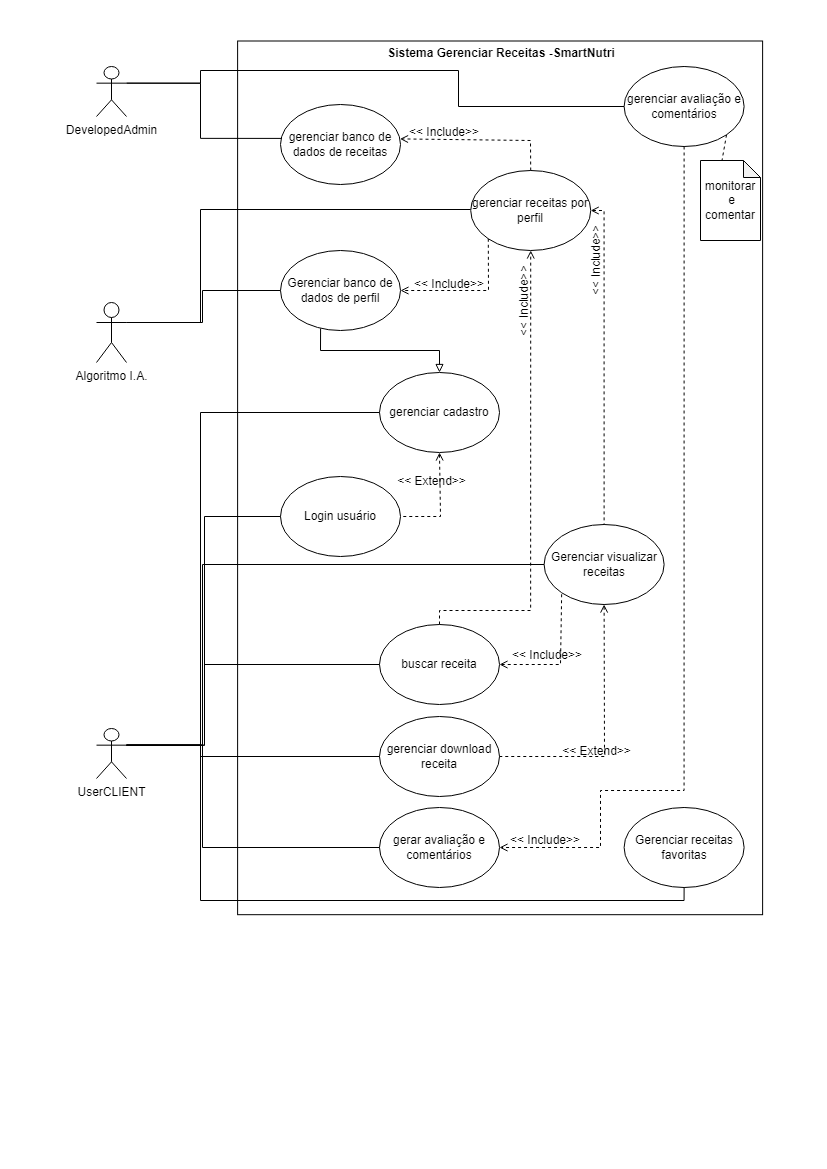 Sistema Gerenciar Receitas -SmartNutri
DevelopedAdmin
gerenciar avaliação e
comentários
gerenciar banco de
dados de receitas
<< Include>>
monitorar
e
comentar
gerenciar receitas por
perfil
<< Include>>
Gerenciar banco de
dados de perfil
<< Include>>
<< Include>>
Algoritmo I.A.
gerenciar cadastro
<< Extend>>
Login usuário
Gerenciar visualizar
receitas
buscar receita
<< Include>>
gerenciar download
receita
<< Extend>>
UserCLIENT
gerar avaliação e
comentários
<< Include>>
Gerenciar receitas
favoritas